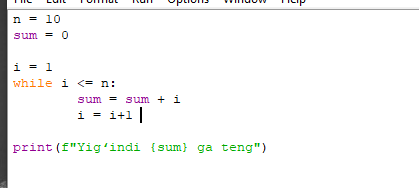 n = 10
sum = 0
i = 1
while i <= n:
sum = sum + i
i = i+1
print(f"Yig‘indi {sum} ga teng")